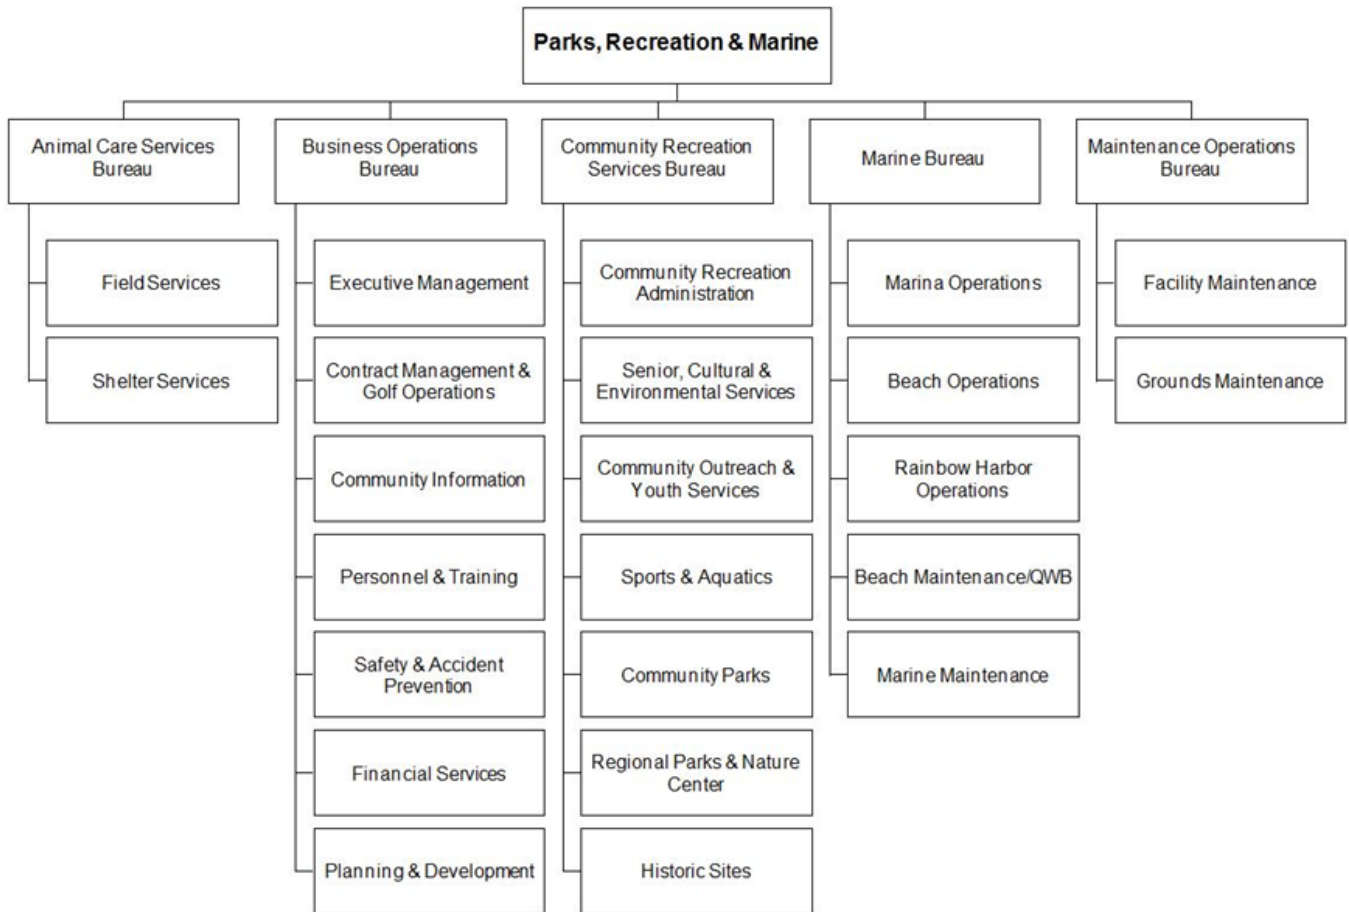 Parks, Recreation & Marine
Animal Care Services
Bureau
Field Services
Shelter Services
Business Operations
Bureau
Executive Management
Contract Management &
Golf Operations
Community Information
Personnel & Training
Safety & Accident
Prevention
Financial Services
Planning & Development
Community Recreation
Services Bureau
Community Recreation
Administration
Senior, Cultural &
Environmental Services
Community Outreach &
Youth Services
Sports & Aquatics
Community Parks
Regional Parks & Nature
Center
Historic Sites
Marine Bureau
Marina Operations
Beach Operations
Rainbow Harbor
Operations
Beach Maintenance/QWB
Marine Maintenance
Maintenance Operations
Bureau
Facility Maintenance
Grounds Maintenance